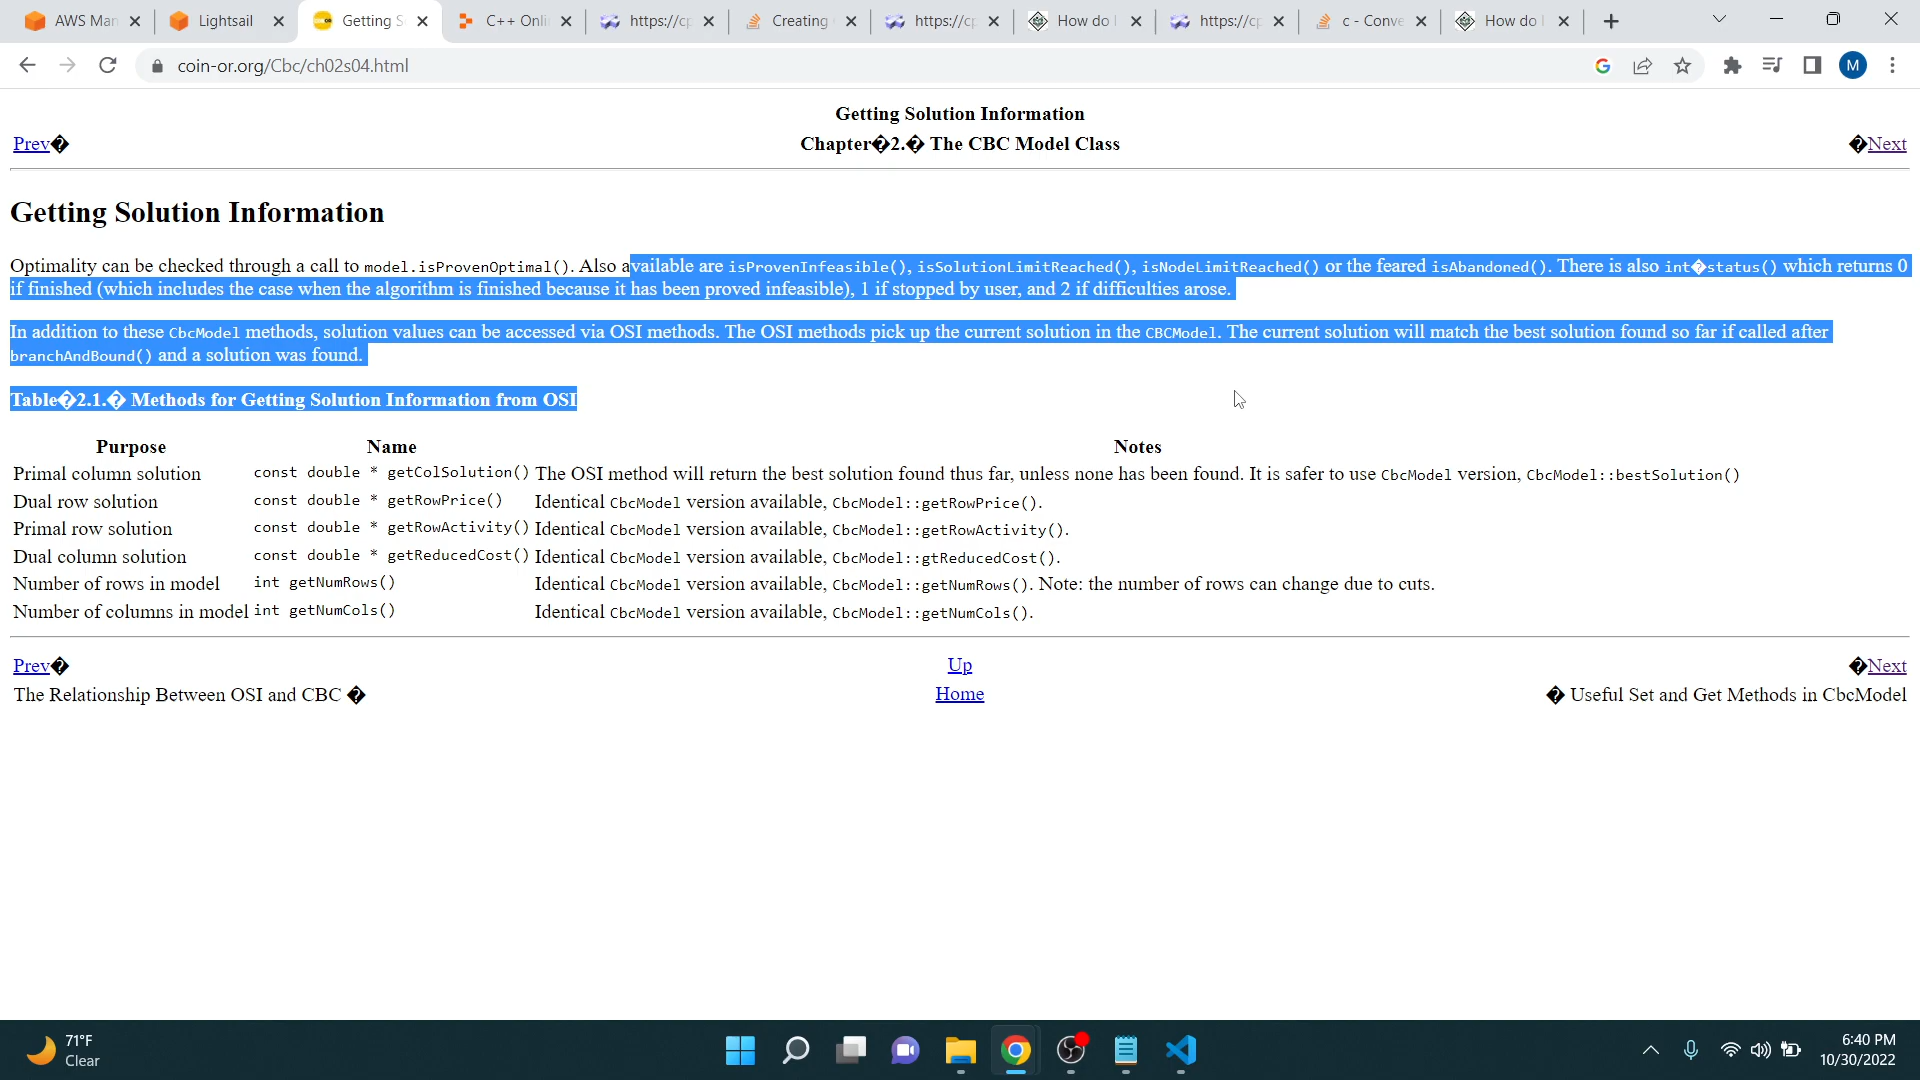 AWS Man
Lightsail
Getting S
C++ Onli
https://cp
Creating
https://cp
How do I
https://cp
c - Conve
How do I
coin-or.org/Cbc/ch02s04.html
M
Getting Solution Information
Prev�
Chapter�2.� The CBC Model Class
�Next
Getting Solution Information
Optimality can be checked through a call to model.isProvenOptimal(). Also available are isProvenInfeasible(), isSolutionLimitReached(), isNodeLimitReached() or the feared isAbandoned(). There is also int�status() which returns 0
if finished (which includes the case when the algorithm is finished because it has been proved infeasible), 1 if stopped by user, and 2 if difficulties arose.
In addition to these CbcModel methods, solution values can be accessed via OSI methods. The OSI methods pick up the current solution in the CBCModel. The current solution will match the best solution found so far if called after
branchAndBound() and a solution was found.
Table�2.1.� Methods for Getting Solution Information from OSI
Purpose Name Notes
Primal column solution const double * getColSolution() The OSI method will return the best solution found thus far, unless none has been found. It is safer to use CbcModel version, CbcModel::bestSolution()
Dual row solution const double * getRowPrice() Identical CbcModel version available, CbcModel::getRowPrice().
Primal row solution const double * getRowActivity() Identical CbcModel version available, CbcModel::getRowActivity().
Dual column solution const double * getReducedCost() Identical CbcModel version available, CbcModel::gtReducedCost().
Number of rows in model int getNumRows() Identical CbcModel version available, CbcModel::getNumRows(). Note: the number of rows can change due to cuts.
Number of columns in model int getNumCols() Identical CbcModel version available, CbcModel::getNumCols().
Prev� Up �Next
The Relationship Between OSI and CBC � Home � Useful Set and Get Methods in CbcModel
71°F
Clear
6:40 PM
10/30/2022